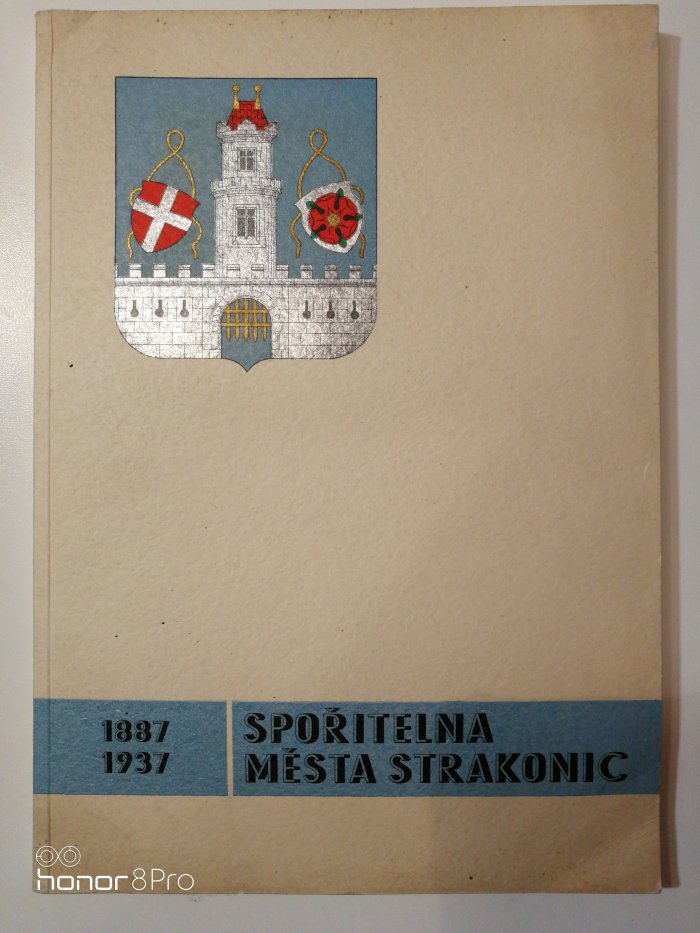 1887
1937
SPOŘITELNA
MĚSTA STRAKONIC
honor 8Pro